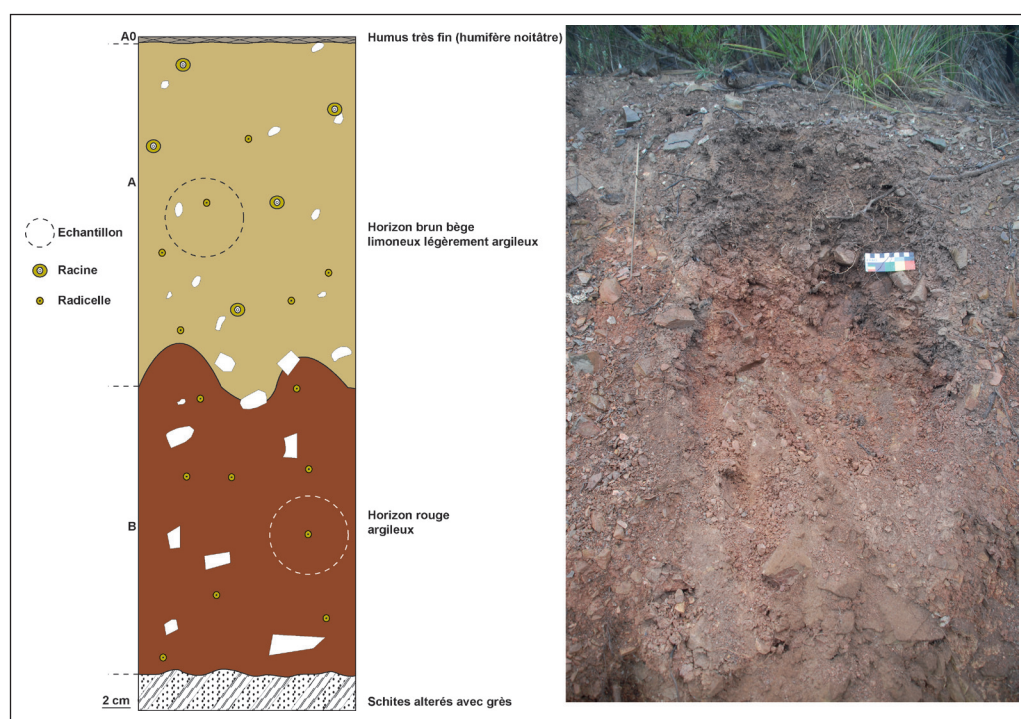 A0
Humus très fin (humifère noitâtre)
A
Echantillon
Horizon brun bège
limoneux légèrement argileux
Racine
Radicelle
B
Horizon rouge
argileux
2 cm
Schites alterés avec grès